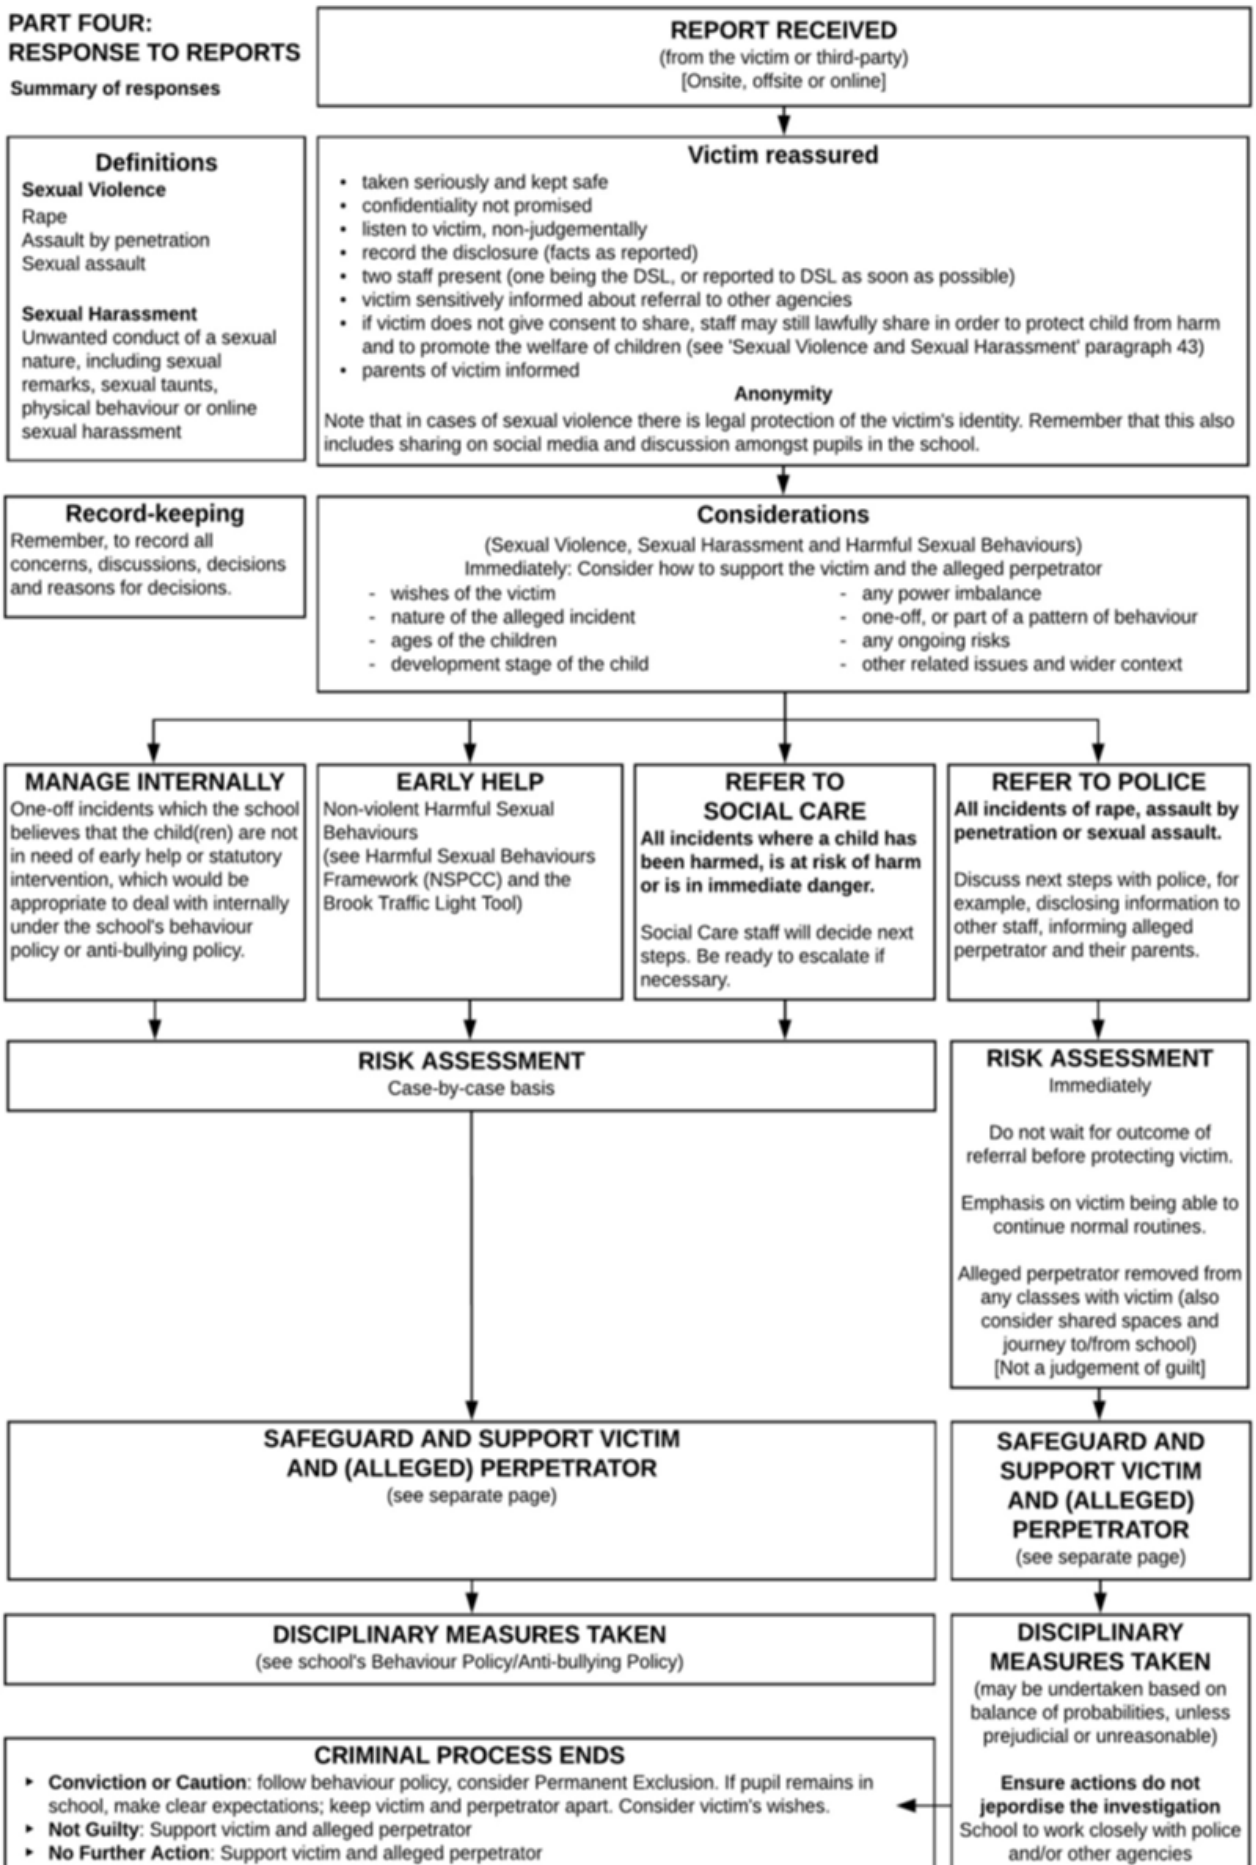 PART FOUR:
RESPONSE TO REPORTS
Summary of responses
REPORT RECEIVED
(from the victim or third-party)
[Onsite, offsite or online]
Definitions
Sexual Violence
Rape
Assault by penetration
Sexual assault
Sexual Harassment
Unwanted conduct of a sexual
nature, including sexual
remarks, sexual taunts,
physical behaviour or online
sexual harassment
Victim reassured
• taken seriously and kept safe
• confidentiality not promised
• listen to victim, non-judgementally
• record the disclosure (facts as reported)
• two staff present (one being the DSL, or reported to DSL as soon as possible)
• victim sensitively informed about referral to other agencies
• if victim does not give consent to share, staff may still lawfully share in order to protect child from harm
and to promote the welfare of children (see 'Sexual Violence and Sexual Harassment' paragraph 43)
• parents of victim informed
Anonymity
Note that in cases of sexual violence there is legal protection of the victim's identity. Remember that this also
includes sharing on social media and discussion amongst pupils in the school.
Record-keeping
Remember, to record all
concerns, discussions, decisions
and reasons for decisions.
Considerations
(Sexual Violence, Sexual Harassment and Harmful Sexual Behaviours)
Immediately: Consider how to support the victim and the alleged perpetrator
- wishes of the victim
- nature of the alleged incident
- ages of the children
- development stage of the child
- any power imbalance
- one-off, or part of a pattern of behaviour
- any ongoing risks
- other related issues and wider context
MANAGE INTERNALLY
One-off incidents which the school
believes that the child(ren) are not
in need of early help or statutory
intervention, which would be
appropriate to deal with internally
under the school's behaviour
policy or anti-bullying policy.
EARLY HELP
Non-violent Harmful Sexual
Behaviours
(see Harmful Sexual Behaviours
Framework (NSPCC) and the
Brook Traffic Light Tool)
REFER TO
SOCIAL CARE
All incidents where a child has
been harmed, is at risk of harm
or is in immediate danger.
Social Care staff will decide next
steps. Be ready to escalate if
necessary.
REFER TO POLICE
All incidents of rape, assault by
penetration or sexual assault.
Discuss next steps with police, for
example, disclosing information to
other staff, informing alleged
perpetrator and their parents.
RISK ASSESSMENT
Case-by-case basis
RISK ASSESSMENT
Immediately
Do not wait for outcome of
referral before protecting victim.
Emphasis on victim being able to
continue normal routines.
Alleged perpetrator removed from
any classes with victim (also
consider shared spaces and
journey to/from school)
[Not a judgement of guilt]
SAFEGUARD AND SUPPORT VICTIM
AND (ALLEGED) PERPETRATOR
(see separate page)
SAFEGUARD AND
SUPPORT VICTIM
AND (ALLEGED)
PERPETRATOR
(see separate page)
DISCIPLINARY MEASURES TAKEN
(see school's Behaviour Policy/Anti-bullying Policy)
DISCIPLINARY
MEASURES TAKEN
(may be undertaken based on
balance of probabilities, unless
prejudicial or unreasonable)
Ensure actions do not
jepordise the investigation
School to work closely with police
and/or other agencies
CRIMINAL PROCESS ENDS
‣ Conviction or Caution: follow behaviour policy, consider Permanent Exclusion. If pupil remains in
school, make clear expectations; keep victim and perpetrator apart. Consider victim's wishes.
‣ Not Guilty: Support victim and alleged perpetrator
‣ No Further Action: Support victim and alleged perpetrator